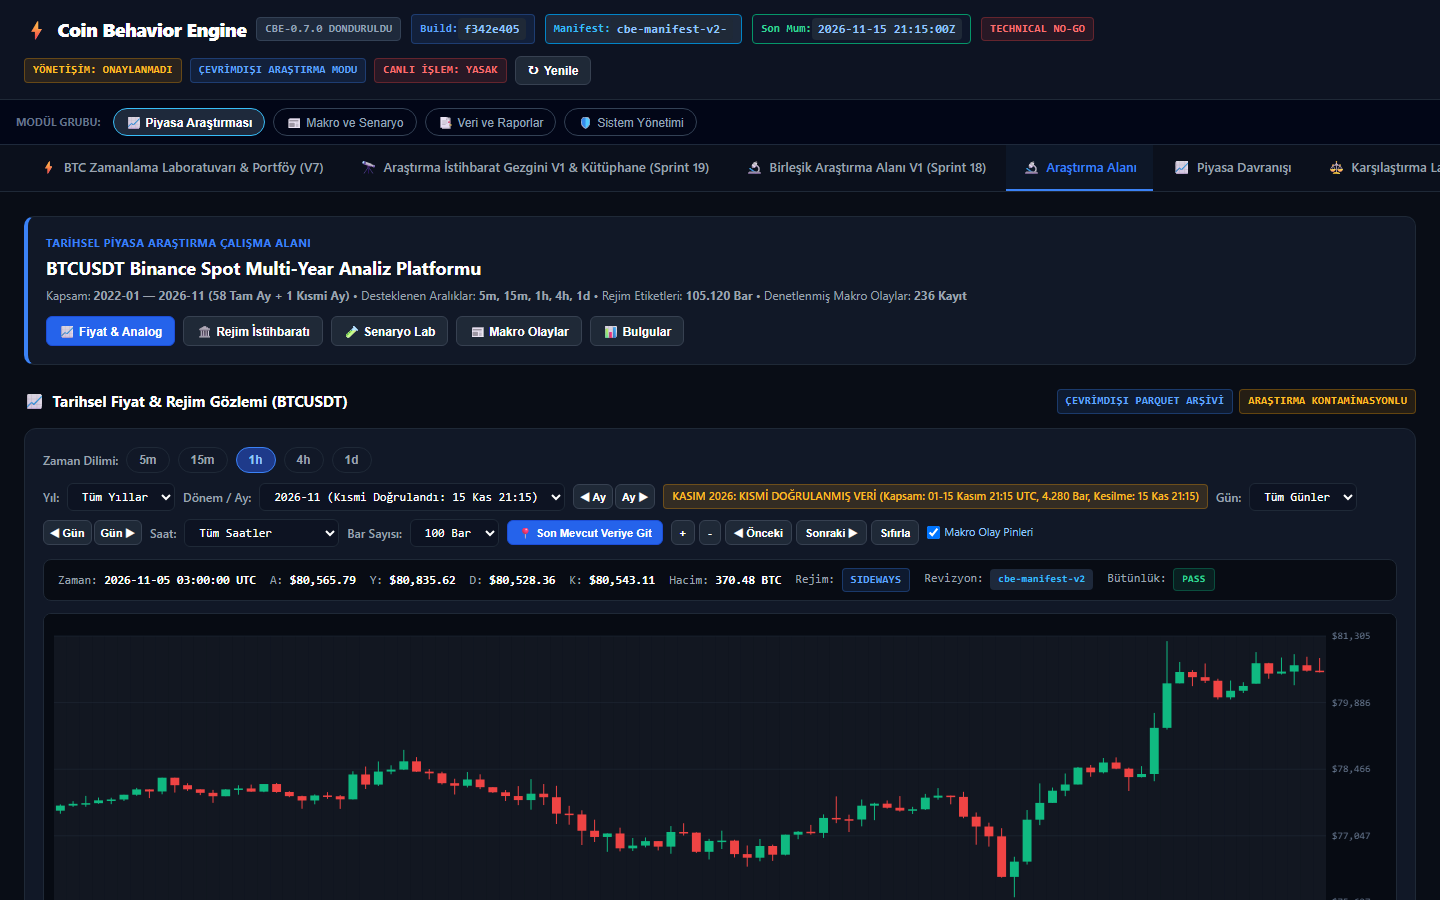 Coin Behavior Engine CBE-0.7.0 DONDURULDU Build: f342e405 Manifest: cbe-manifest-v2- Son Mum: 2026-11-15 21:15:00Z TECHNICAL NO-GO
YÖNETİŞİM: ONAYLANMADI ÇEVRİMDIŞI ARAŞTIRMA MODU CANLI İŞLEM: YASAK ↻ Yenile
MODÜL GRUBU: Piyasa Araştırması Makro ve Senaryo Veri ve Raporlar Sistem Yönetimi
BTC Zamanlama Laboratuvarı & Portföy (V7) Araştırma İstihbarat Gezgini V1 & Kütüphane (Sprint 19) Birleşik Araştırma Alanı V1 (Sprint 18) Araştırma Alanı Piyasa Davranışı Karşılaştırma La
TARİHSEL PİYASA ARAŞTIRMA ÇALIŞMA ALANI
BTCUSDT Binance Spot Multi-Year Analiz Platformu
Kapsam: 2022-01 — 2026-11 (58 Tam Ay + 1 Kısmi Ay) • Desteklenen Aralıklar: 5m, 15m, 1h, 4h, 1d • Rejim Etiketleri: 105.120 Bar • Denetlenmiş Makro Olaylar: 236 Kayıt
Fiyat & Analog Rejim İstihbaratı Senaryo Lab Makro Olaylar Bulgular
Tarihsel Fiyat & Rejim Gözlemi (BTCUSDT) ÇEVRİMDIŞI PARQUET ARŞİVİ ARAŞTIRMA KONTAMİNASYONLU
Zaman Dilimi: 5m 15m 1h 4h 1d
Yıl: Tüm Yıllar Dönem / Ay: 2026-11 (Kısmi Doğrulandı: 15 Kas 21:15) ◀ Ay Ay ▶ KASIM 2026: KISMİ DOĞRULANMIŞ VERİ (Kapsam: 01-15 Kasım 21:15 UTC, 4.280 Bar, Kesilme: 15 Kas 21:15) Gün: Tüm Günler
◀ Gün Gün ▶ Saat: Tüm Saatler Bar Sayısı: 100 Bar Son Mevcut Veriye Git + - ◀ Önceki Sonraki ▶ Sıfırla Makro Olay Pinleri
Zaman: 2026-11-05 03:00:00 UTC A: $80,565.79 Y: $80,835.62 D: $80,528.36 K: $80,543.11 Hacim: 370.48 BTC Rejim: SIDEWAYS Revizyon: cbe-manifest-v2 Bütünlük: PASS
$81,305
$79,886
$78,466
$77,047